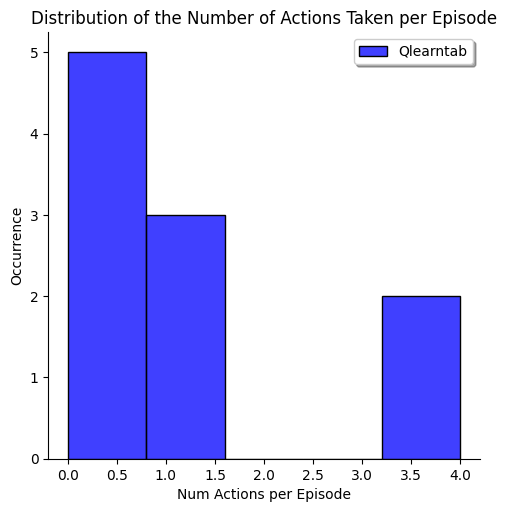 Distribution of the Number of Actions Taken per Episode
Qlearntab
Occurrence
5
4
3
2
1
0
0.0 0.5 1.0 1.5 2.0 2.5 3.0 3.5 4.0
Num Actions per Episode